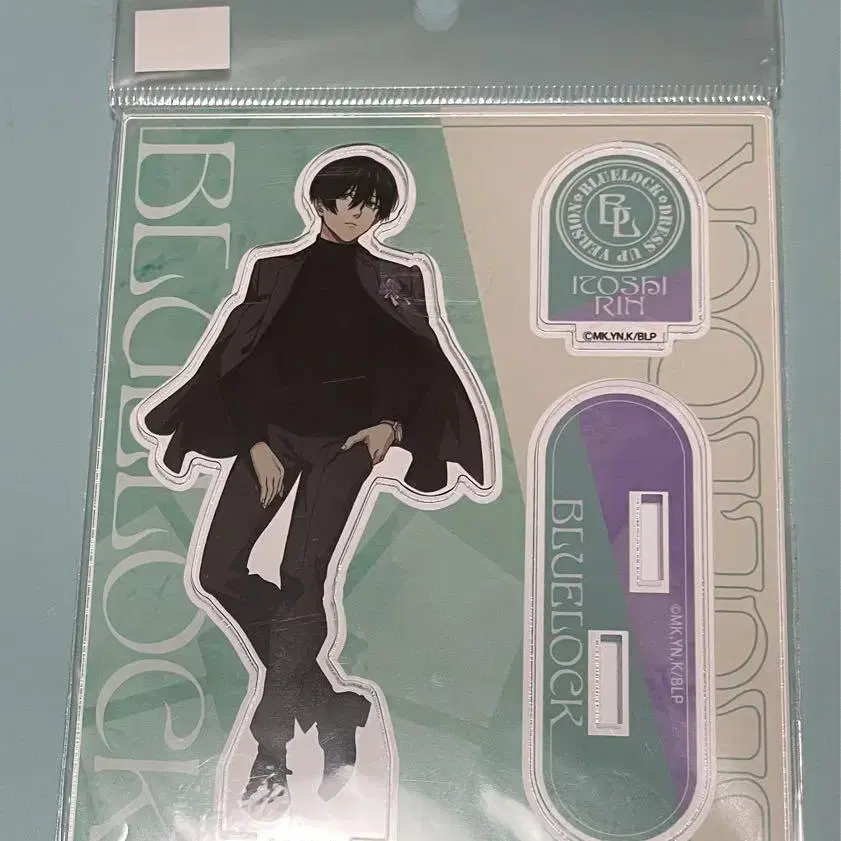 BLUELOCK
BLUELOCK DRESS UP VERSION
BL
ITOSHI
RIN
©MK,YN,K/BLP
BLUELOCK
©MK,YN,K/BLP